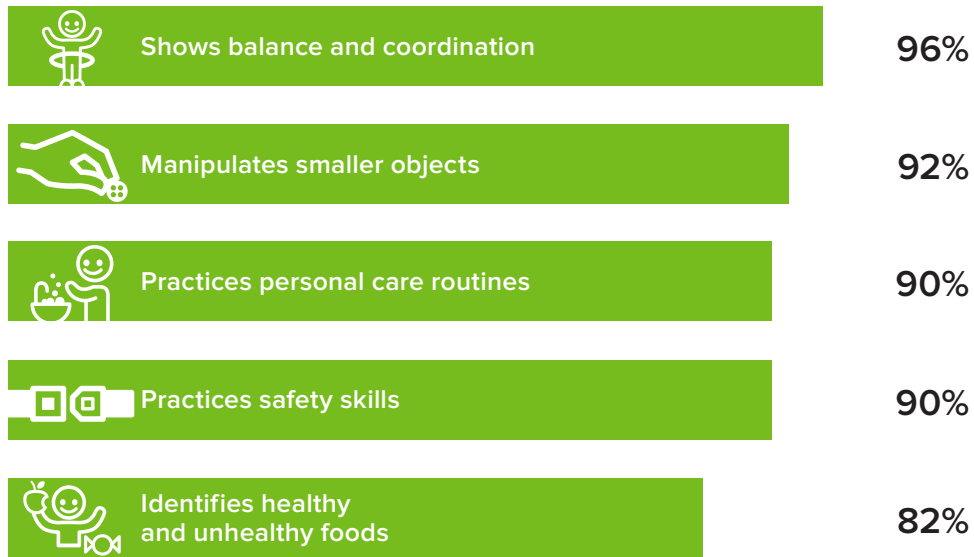 Shows balance and coordination 96%
Manipulates smaller objects 92%
Practices personal care routines 90%
Practices safety skills 90%
Identifies healthy
and unhealthy foods 82%